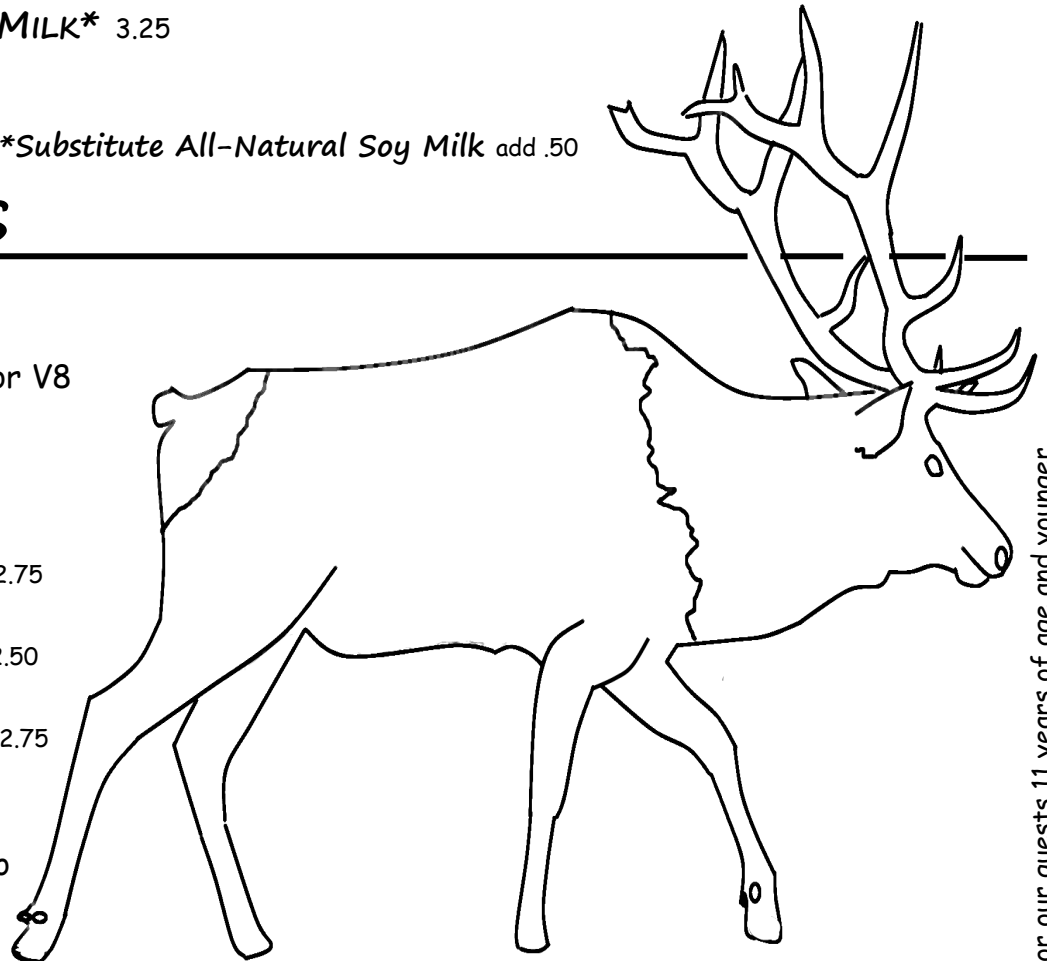 MILK* 3.25
*Substitute All-Natural Soy Milk add .50
s
or V8
2.75
2.50
2.75
or our guests 11 years of age and younger